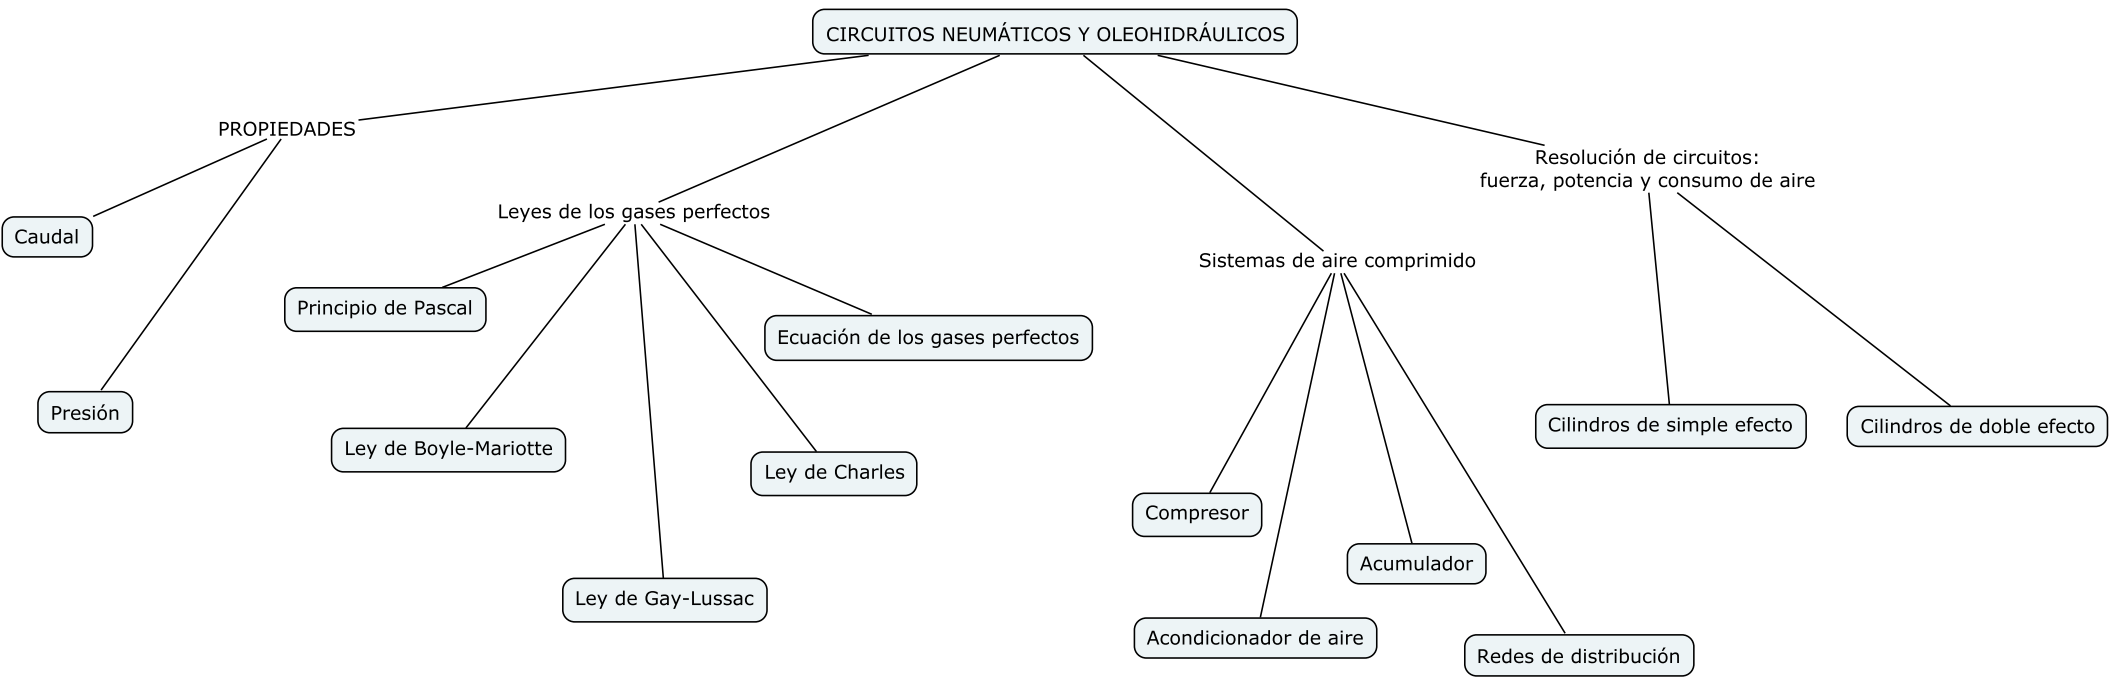 CIRCUITOS NEUMÁTICOS Y OLEOHIDRÁULICOS
PROPIEDADES
Caudal
Presión
Leyes de los gases perfectos
Principio de Pascal
Ley de Boyle-Mariotte
Ley de Gay-Lussac
Ley de Charles
Ecuación de los gases perfectos
Sistemas de aire comprimido
Compresor
Acondicionador de aire
Acumulador
Redes de distribución
Resolución de circuitos:
fuerza, potencia y consumo de aire
Cilindros de simple efecto
Cilindros de doble efecto